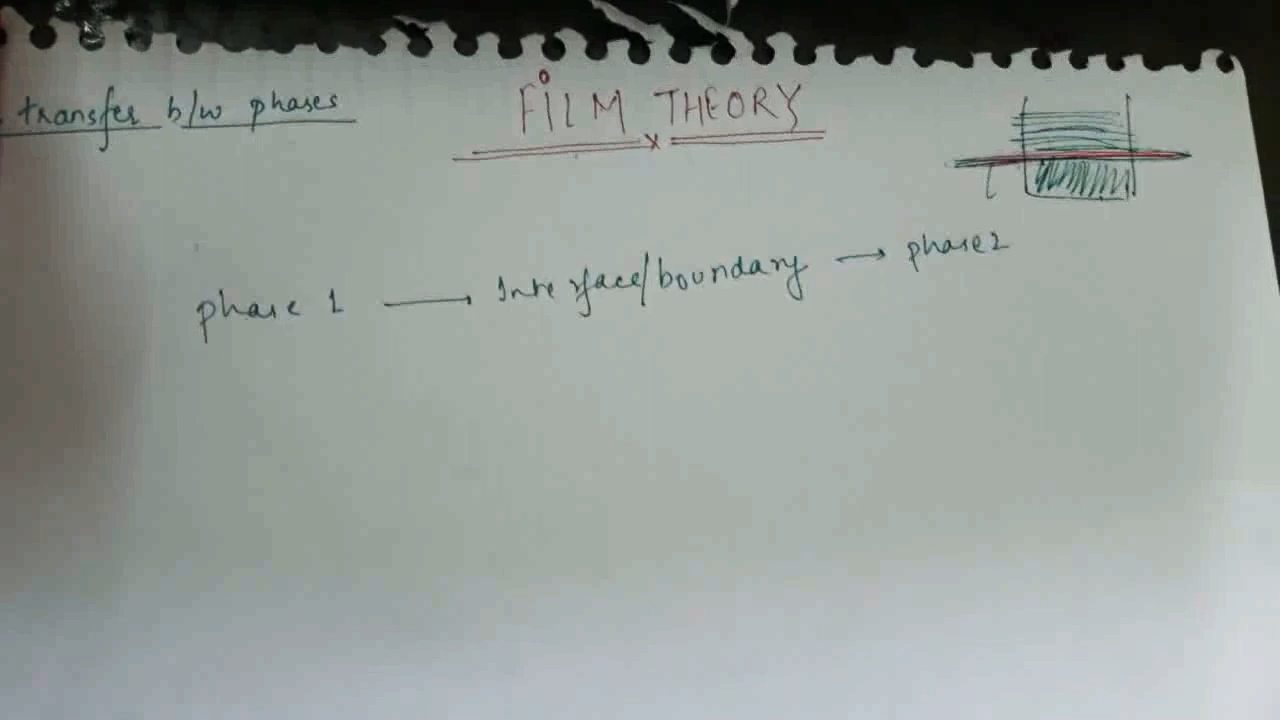 transfer b/w phases
FILM THEORY
phase 1 → Interface/boundary → phase 2